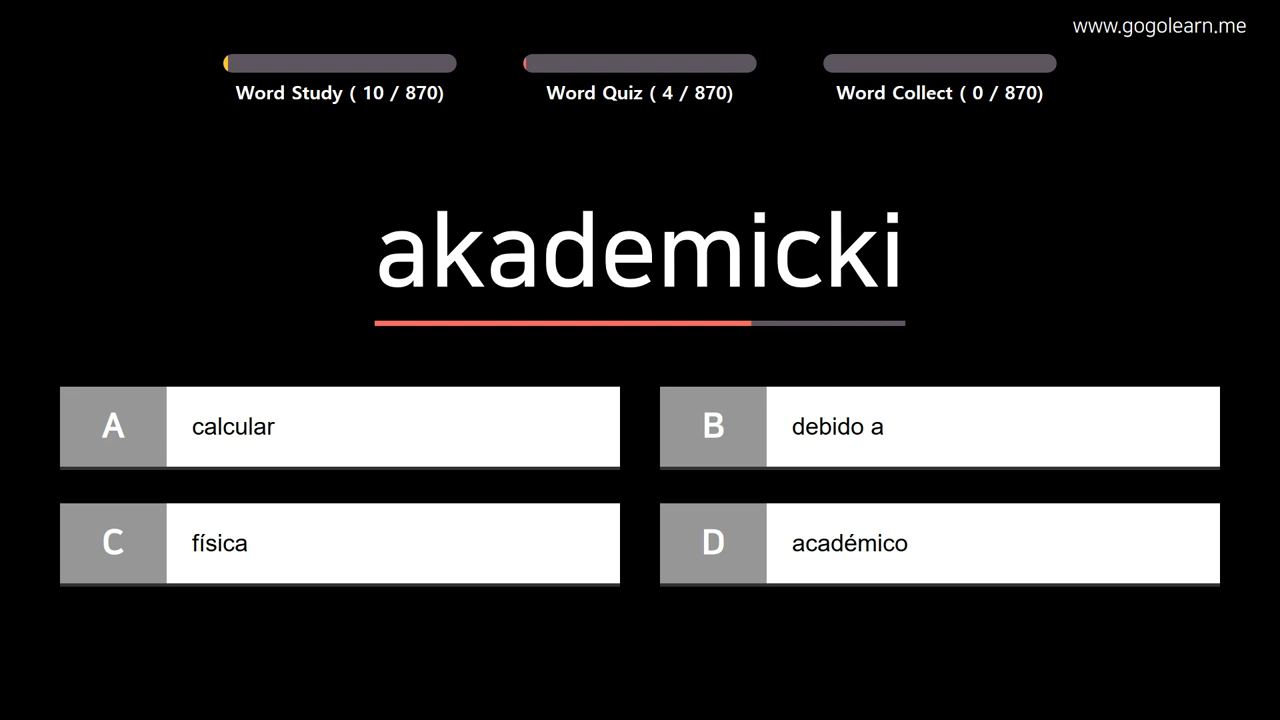 www.gogolearn.me
Word Study ( 10 / 870)
Word Quiz ( 4 / 870)
Word Collect ( 0 / 870)
akademicki
A calcular
B debido a
C física
D académico